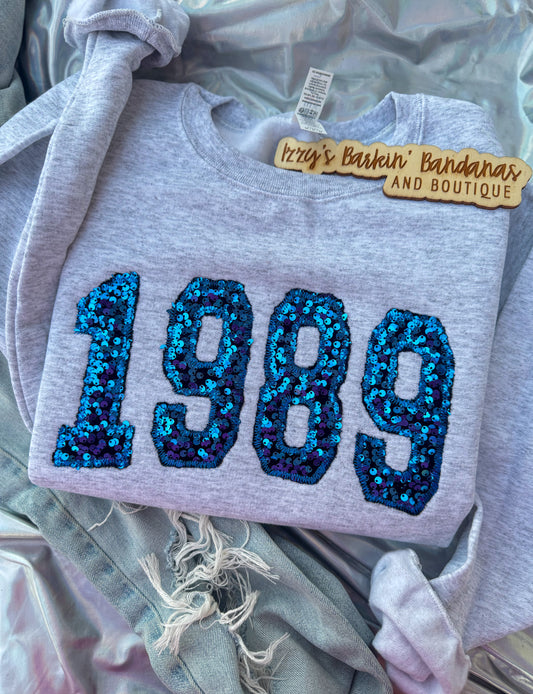 Izzy's Barkin' Bandanas
AND BOUTIQUE
1989